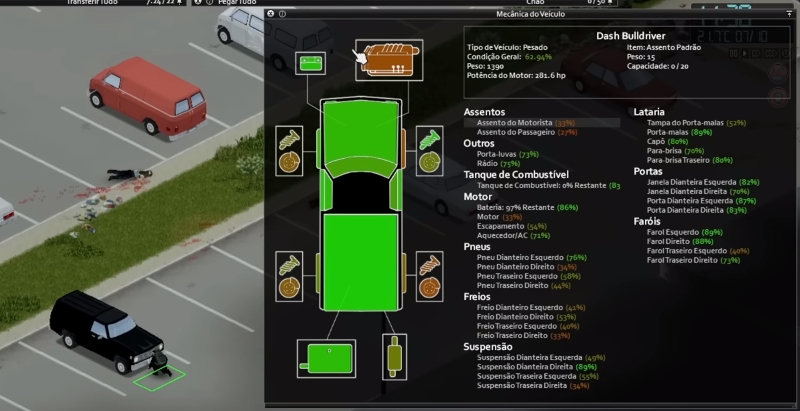 Transferir Tudo
7.24 / 22
Pegar Tudo
Chão
0 / 50
Mecânica do Veículo
Dash Bulldriver
Tipo de Veículo: Pesado
Condição Geral: 62.94%
Peso: 1390
Potência do Motor: 281.6 hp
Item: Assento Padrão
Peso: 15
Capacidade: 0 / 20
Assentos
Assento do Motorista (33%)
Assento do Passageiro (27%)
Outros
Porta-luvas (73%)
Rádio (75%)
Tanque de Combustível
Tanque de Combustível: 0% Restante (83
Motor
Bateria: 97% Restante (86%)
Motor (33%)
Escapamento (54%)
Aquecedor/AC (71%)
Pneus
Pneu Dianteiro Esquerdo (76%)
Pneu Dianteiro Direito (34%)
Pneu Traseiro Esquerdo (58%)
Pneu Traseiro Direito (44%)
Freios
Freio Dianteiro Esquerdo (41%)
Freio Dianteiro Direito (53%)
Freio Traseiro Esquerdo (40%)
Freio Traseiro Direito (33%)
Suspensão
Suspensão Dianteira Esquerda (49%)
Suspensão Dianteira Direita (89%)
Suspensão Traseira Esquerda (55%)
Suspensão Traseira Direita (34%)
Lataria
Tampa do Porta-malas (52%)
Porta-malas (89%)
Capô (80%)
Para-brisa (70%)
Para-brisa Traseiro (80%)
Portas
Janela Dianteira Esquerda (82%)
Janela Dianteira Direita (70%)
Porta Dianteira Esquerda (87%)
Porta Dianteira Direita (83%)
Faróis
Farol Esquerdo (89%)
Farol Direito (88%)
Farol Traseiro Esquerdo (40%)
Farol Traseiro Direito (73%)